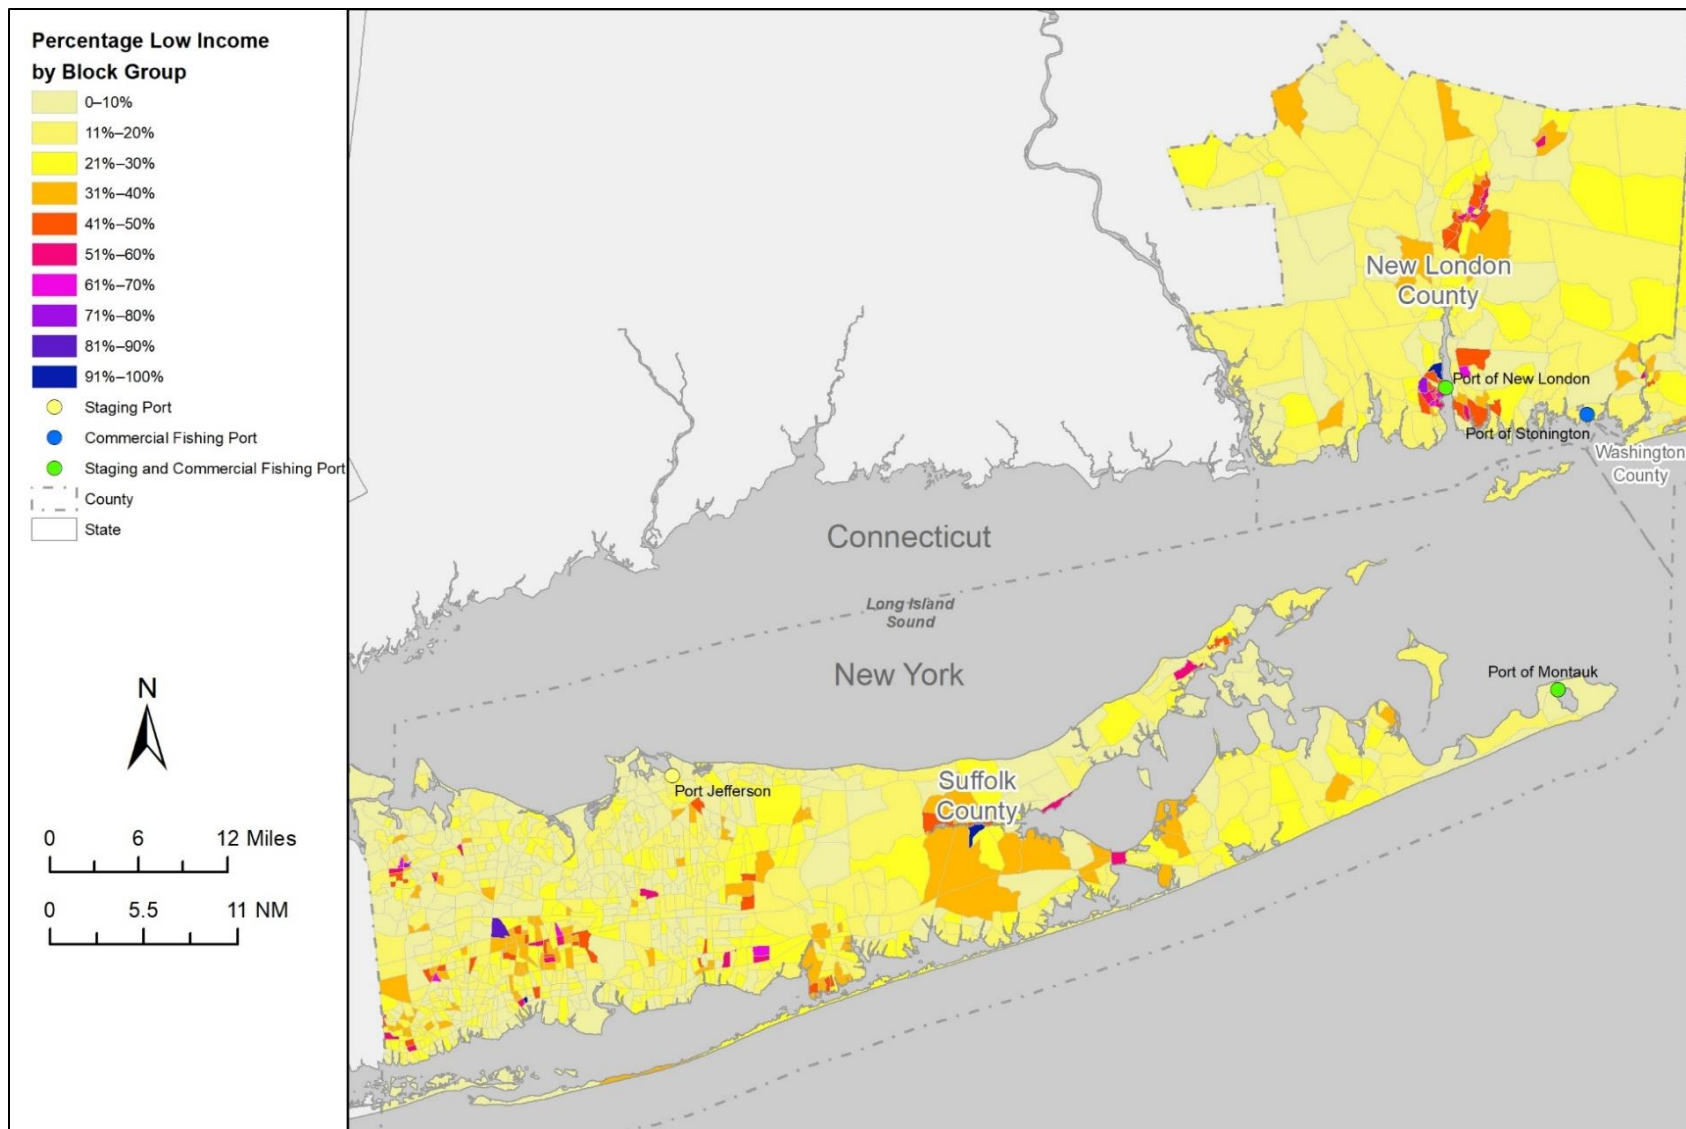 Percentage Low Income
by Block Group
0–10%
11%–20%
21%–30%
31%–40%
41%–50%
51%–60%
61%–70%
71%–80%
81%–90%
91%–100%
Staging Port
Commercial Fishing Port
Staging and Commercial Fishing Port
County
State
N
0 6 12 Miles
0 5.5 11 NM
New London
County
Port of New London
Port of Stonington
Washington
County
Connecticut
Long Island
Sound
New York
Port of Montauk
Port Jefferson
Suffolk
County